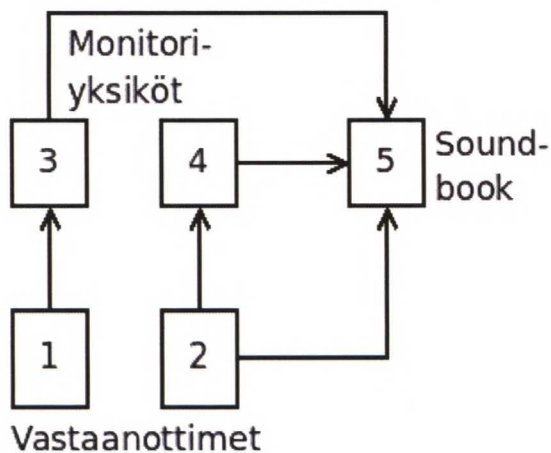 Monitori-
yksiköt
3
4
5
Sound-
book
1
2
Vastaanottimet